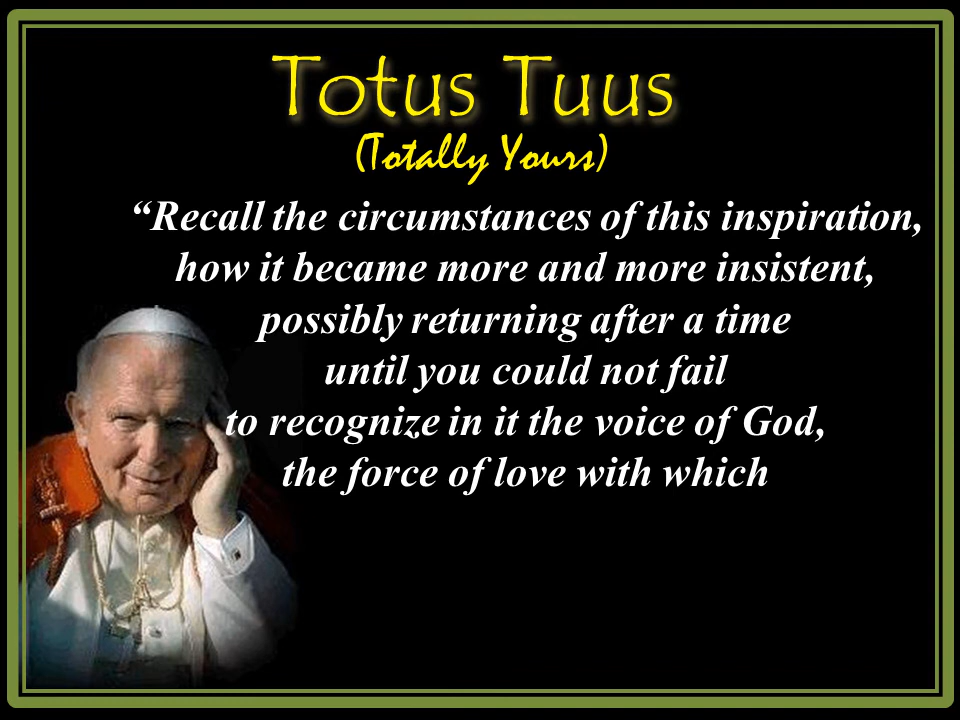 Totus Tuus
(Totally Yours)
“Recall the circumstances of this inspiration,
how it became more and more insistent,
possibly returning after a time
until you could not fail
to recognize in it the voice of God,
the force of love with which